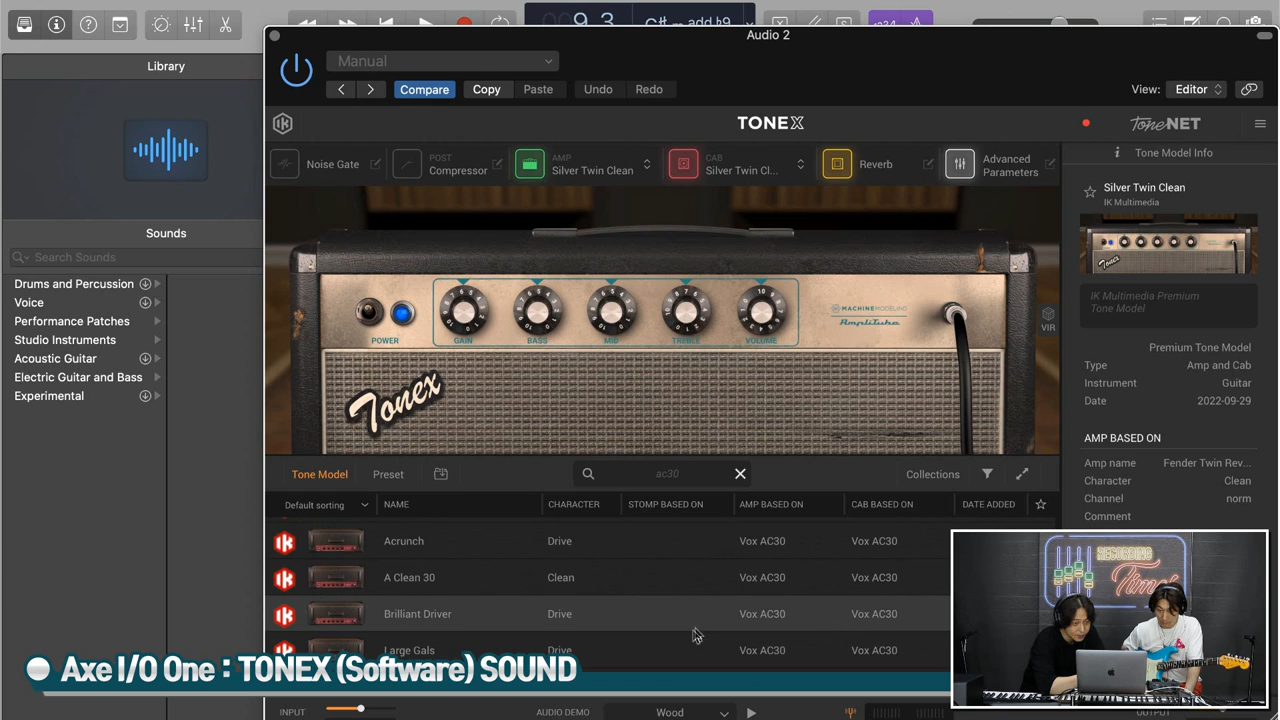 Audio 2
Manual
Compare
Copy
Paste
Undo
Redo
View:
Editor
TONEX
ToneNET
Library
Noise Gate
POST
Compressor
AMP
Silver Twin Clean
CAB
Silver Twin Cl...
Reverb
Advanced
Parameters
Tone Model Info
Silver Twin Clean
IK Multimedia
Sounds
Search Sounds
Drums and Percussion
Voice
Performance Patches
Studio Instruments
Acoustic Guitar
Electric Guitar and Bass
Experimental
POWER
GAIN
BASS
MID
TREBLE
VOLUME
MACHINE MODELING
AmpliTube
Tonex
VIR
IK Multimedia Premium
Tone Model
Premium Tone Model
Type Amp and Cab
Instrument Guitar
Date 2022-09-29
AMP BASED ON
Amp name Fender Twin Rev...
Character Clean
Channel norm
Comment
Tone Model
Preset
ac30
Collections
Default sorting
NAME
CHARACTER
STOMP BASED ON
AMP BASED ON
CAB BASED ON
DATE ADDED
Acrunch Drive Vox AC30 Vox AC30
A Clean 30 Clean Vox AC30 Vox AC30
Brilliant Driver Drive Vox AC30 Vox AC30
Large Gals Drive Vox AC30 Vox AC30
RECORDING
Time
Axe I/O One : TONEX (Software) SOUND
INPUT
AUDIO DEMO
Wood